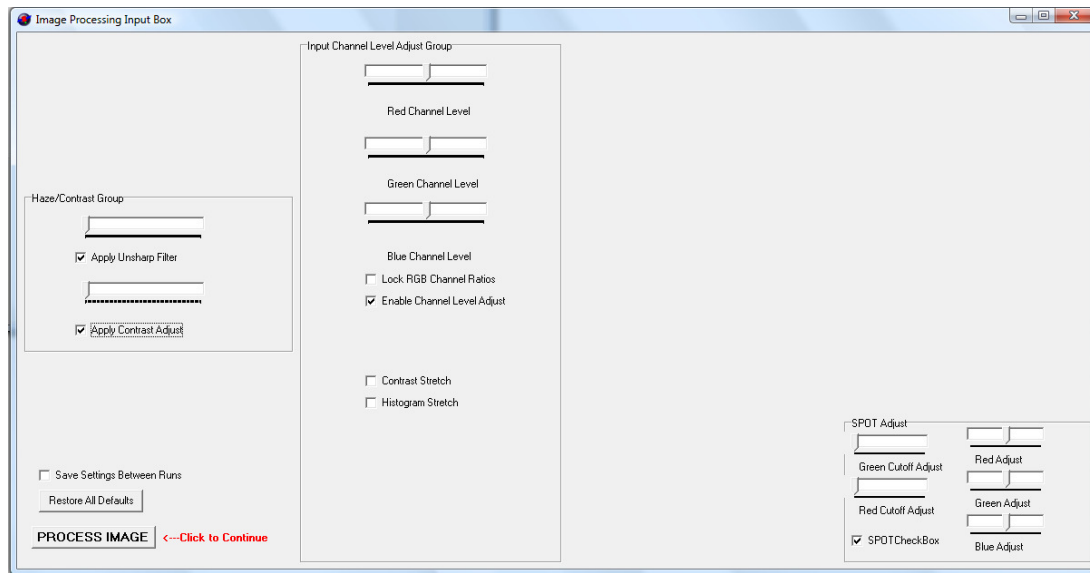 Image Processing Input Box
Input Channel Level Adjust Group
Red Channel Level
Green Channel Level
Blue Channel Level
Lock RGB Channel Ratios
Enable Channel Level Adjust
Contrast Stretch
Histogram Stretch
Haze/Contrast Group
Apply Unsharp Filter
Apply Contrast Adjust
Save Settings Between Runs
Restore All Defaults
PROCESS IMAGE <---Click to Continue
SPOT Adjust
Green Cutoff Adjust
Red Cutoff Adjust
SPOTCheckBox
Red Adjust
Green Adjust
Blue Adjust